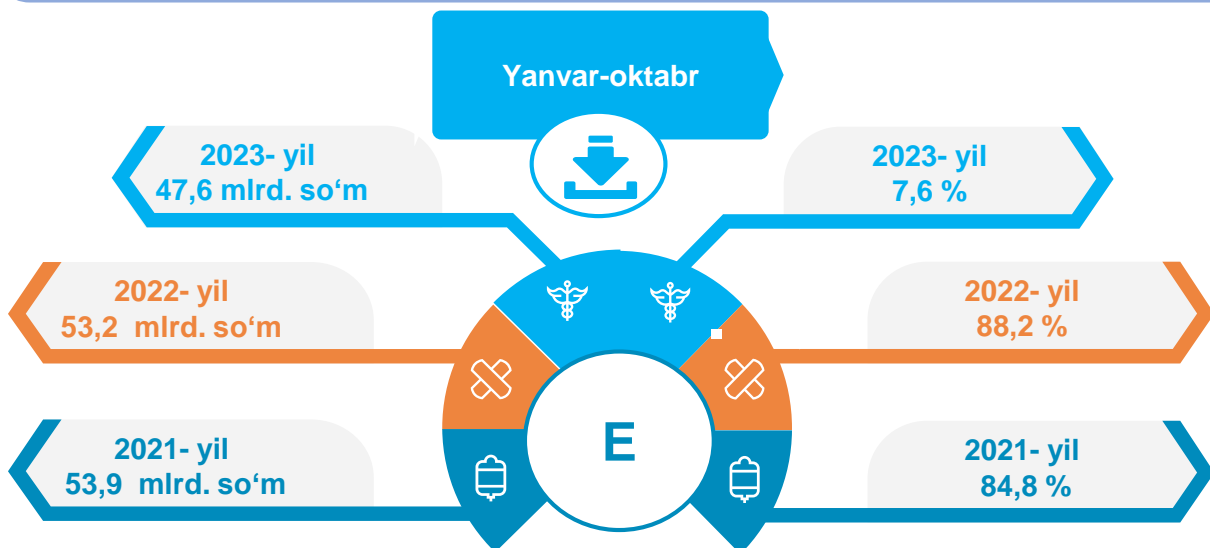 Yanvar-oktabr
2023- yil
47,6 mlrd. so‘m
2023- yil
7,6 %
2022- yil
53,2 mlrd. so‘m
2022- yil
88,2 %
2021- yil
53,9 mlrd. so‘m
2021- yil
84,8 %
E